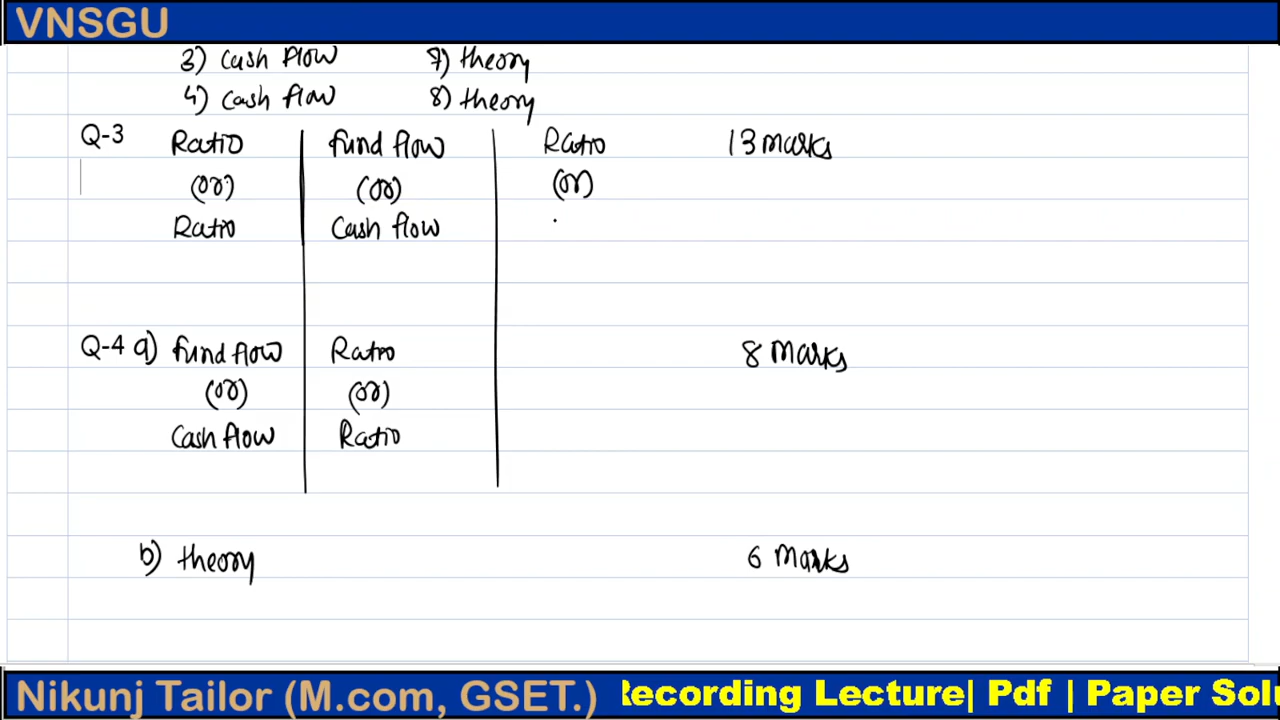 VNSGU
3) Cash flow 7) theory
4) Cash flow 8) theory
Q-3 Ratio fund flow Ratio 13 marks
(or) (or) (or)
Ratio Cash flow
Q-4 a) fund flow Ratio 8 Marks
(or) (or)
Cash flow Ratio
b) theory 6 Marks
Nikunj Tailor (M.com, GSET.) Recording Lecture| Pdf | Paper Solu